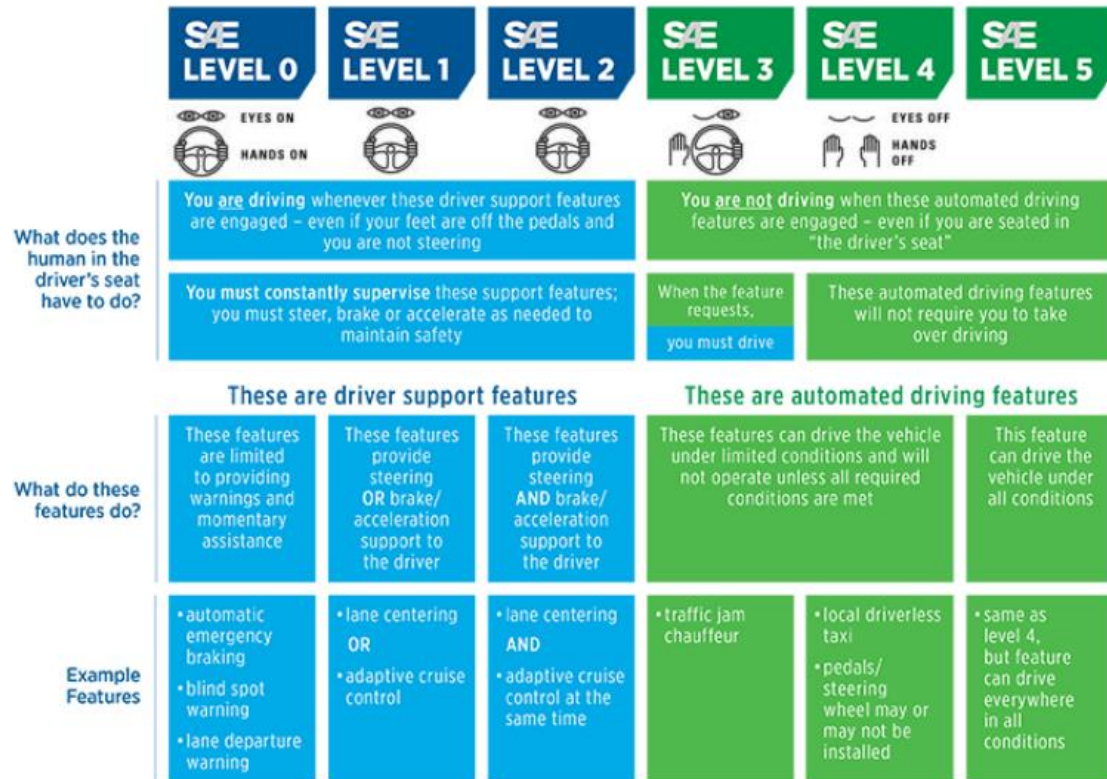 SAE
LEVEL 0
SAE
LEVEL 1
SAE
LEVEL 2
SAE
LEVEL 3
SAE
LEVEL 4
SAE
LEVEL 5
EYES ON
HANDS ON
EYES OFF
HANDS
OFF
What does the
human in the
driver's seat
have to do?
You are driving whenever these driver support features
are engaged – even if your feet are off the pedals and
you are not steering
You are not driving when these automated driving
features are engaged – even if you are seated in
"the driver's seat"
You must constantly supervise these support features;
you must steer, brake or accelerate as needed to
maintain safety
When the feature
requests,
you must drive
These automated driving features
will not require you to take
over driving
These are driver support features
These are automated driving features
What do these
features do?
These features
are limited
to providing
warnings and
momentary
assistance
These features
provide
steering
OR brake/
acceleration
support to
the driver
These features
provide
steering
AND brake/
acceleration
support to
the driver
These features can drive the vehicle
under limited conditions and will
not operate unless all required
conditions are met
This feature
can drive the
vehicle under
all conditions
Example
Features
• automatic
emergency
braking
• blind spot
warning
• lane departure
warning
• lane centering
OR
• adaptive cruise
control
• lane centering
AND
• adaptive cruise
control at the
same time
• traffic jam
chauffeur
• local driverless
taxi
• pedals/
steering
wheel may or
may not be
installed
• same as
level 4,
but feature
can drive
everywhere
in all
conditions